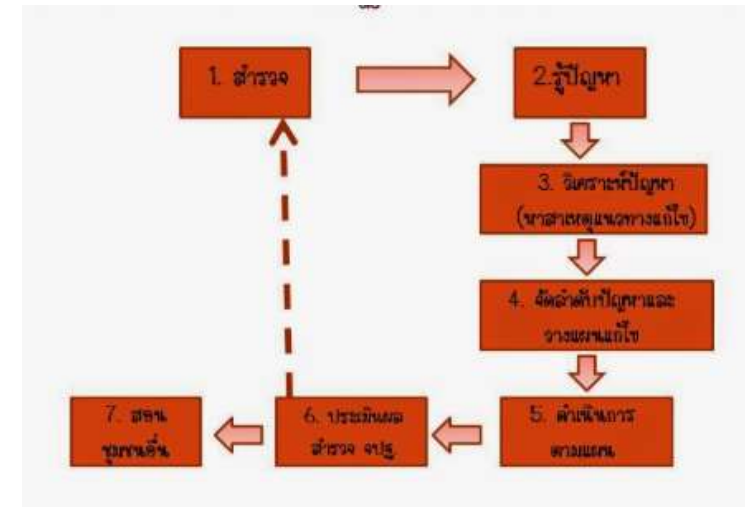 1. สำรวจ
2.รู้ปัญหา
3. วิเคราะห์ปัญหา
(หาสาเหตุแนวทางแก้ไข)
4. จัดลำดับปัญหาและ
วางแผนแก้ไข
5. ดำเนินการ
ตามแผน
6. ประเมินผล
สำรวจ จปฐ.
7. สอน
ชุมชนอื่น